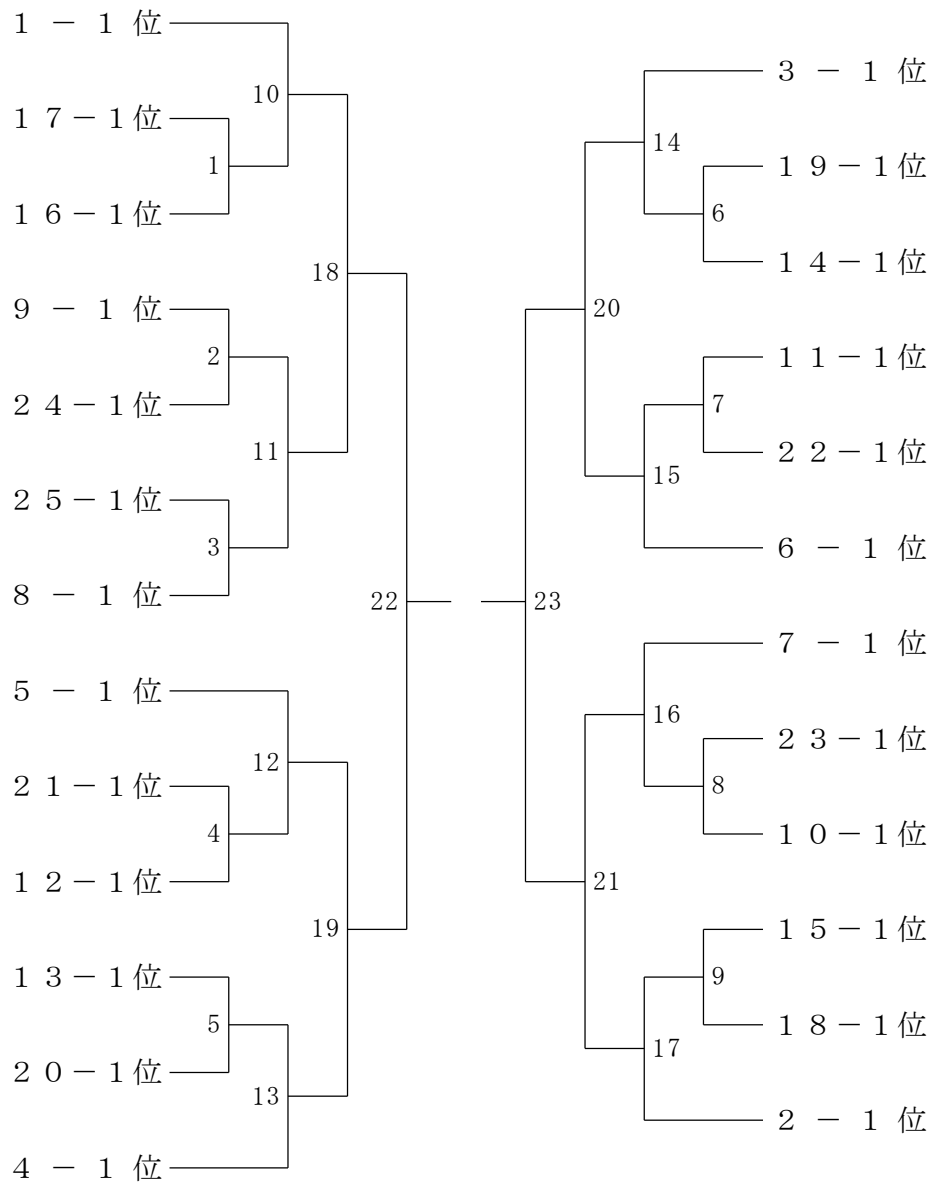 1 － 1 位
3 － 1 位
10
17－1位
14
1
19－1位
16－1位
6
14－1位
18
9 － 1 位
20
2
11－1位
24－1位
7
11
22－1位
15
25－1位
3
6 － 1 位
8 － 1 位
22
23
7 － 1 位
5 － 1 位
16
23－1位
12
21－1位
8
4
10－1位
12－1位
21
19
15－1位
13－1位
9
5
18－1位
17
20－1位
13
2 － 1 位
4 － 1 位